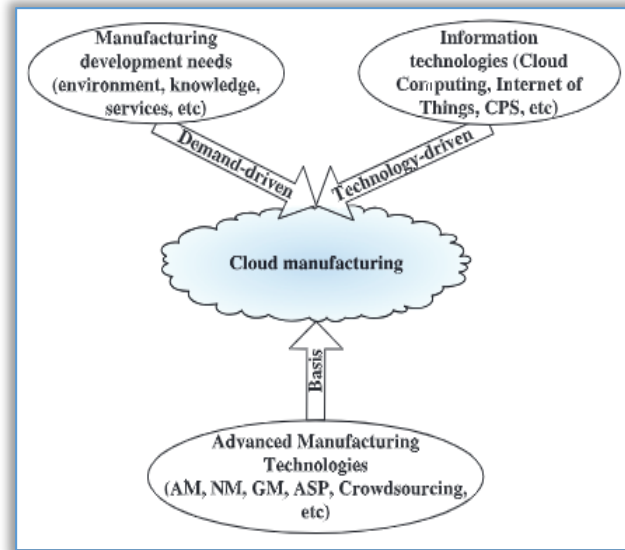 Manufacturing
development needs
(environment, knowledge,
services, etc)
Information
technologies (Cloud
Computing, Internet of
Things, CPS, etc)
Demand-driven
Technology-driven
Cloud manufacturing
Basis
Advanced Manufacturing
Technologies
(AM, NM, GM, ASP, Crowdsourcing,
etc)